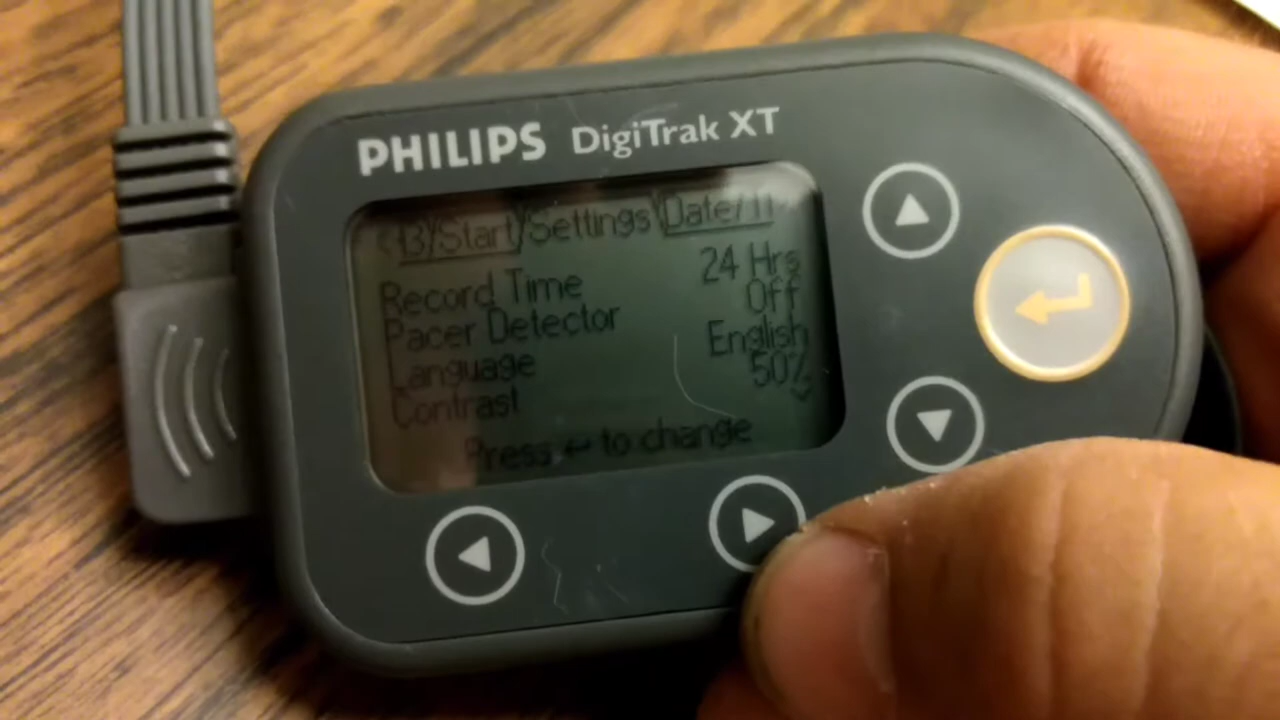 PHILIPS DigiTrak XT
Start Settings Date/
Record Time 24 Hrs
Pacer Detector Off
Language English
Contrast 50%
Press ↵ to change